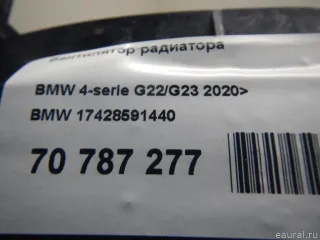 Вентилятор радиатора
BMW 4-serie G22/G23 2020>
BMW 17428591440
70 787 277
eaural.ru